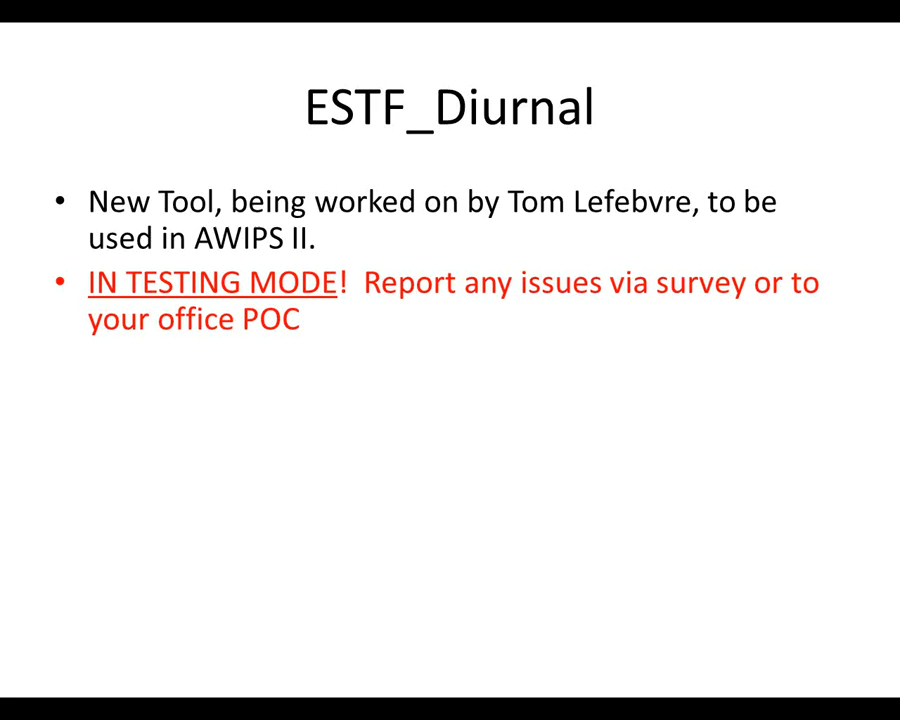 ESTF_Diurnal
• New Tool, being worked on by Tom Lefebvre, to be
used in AWIPS II.
• IN TESTING MODE!  Report any issues via survey or to
your office POC